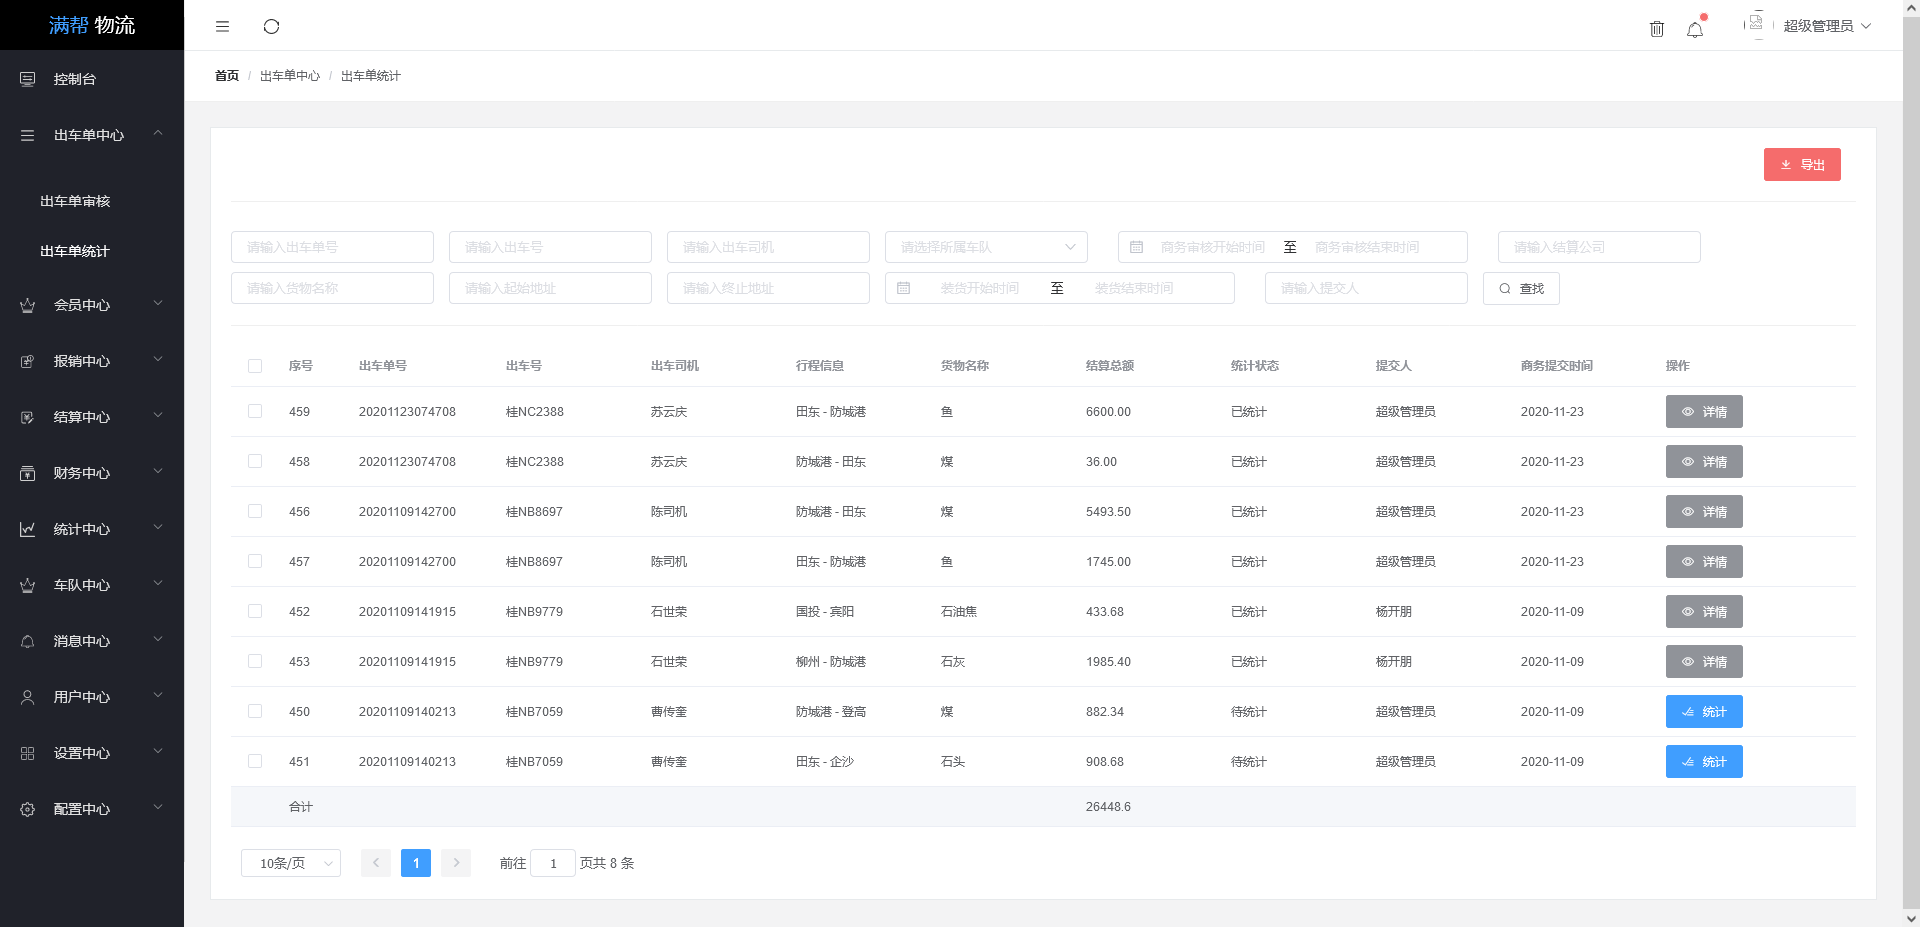 满帮 物流
超级管理员
首页 / 出车单中心 / 出车单统计
控制台
出车单中心
出车单审核
出车单统计
会员中心
报销中心
结算中心
财务中心
统计中心
车队中心
消息中心
用户中心
设置中心
配置中心
导出
请输入出车单号 请输入出车号 请输入出车司机 请选择所属车队 商务审核开始时间 至 商务审核结束时间 请输入结算公司
请输入货物名称 请输入起始地址 请输入终止地址 装货开始时间 至 装货结束时间 请输入提交人 查找
序号 出车单号 出车号 出车司机 行程信息 货物名称 结算总额 统计状态 提交人 商务提交时间 操作
459 20201123074708 桂NC2388 苏云庆 田东 - 防城港 鱼 6600.00 已统计 超级管理员 2020-11-23 详情
458 20201123074708 桂NC2388 苏云庆 防城港 - 田东 煤 36.00 已统计 超级管理员 2020-11-23 详情
456 20201109142700 桂NB8697 陈司机 防城港 - 田东 煤 5493.50 已统计 超级管理员 2020-11-23 详情
457 20201109142700 桂NB8697 陈司机 田东 - 防城港 鱼 1745.00 已统计 超级管理员 2020-11-23 详情
452 20201109141915 桂NB9779 石世荣 国投 - 宾阳 石油焦 433.68 已统计 杨开朋 2020-11-09 详情
453 20201109141915 桂NB9779 石世荣 柳州 - 防城港 石灰 1985.40 已统计 杨开朋 2020-11-09 详情
450 20201109140213 桂NB7059 曹传奎 防城港 - 登高 煤 882.34 待统计 超级管理员 2020-11-09 统计
451 20201109140213 桂NB7059 曹传奎 田东 - 企沙 石头 908.68 待统计 超级管理员 2020-11-09 统计
合计 26448.6
10条/页 1 前往 1 页共 8 条